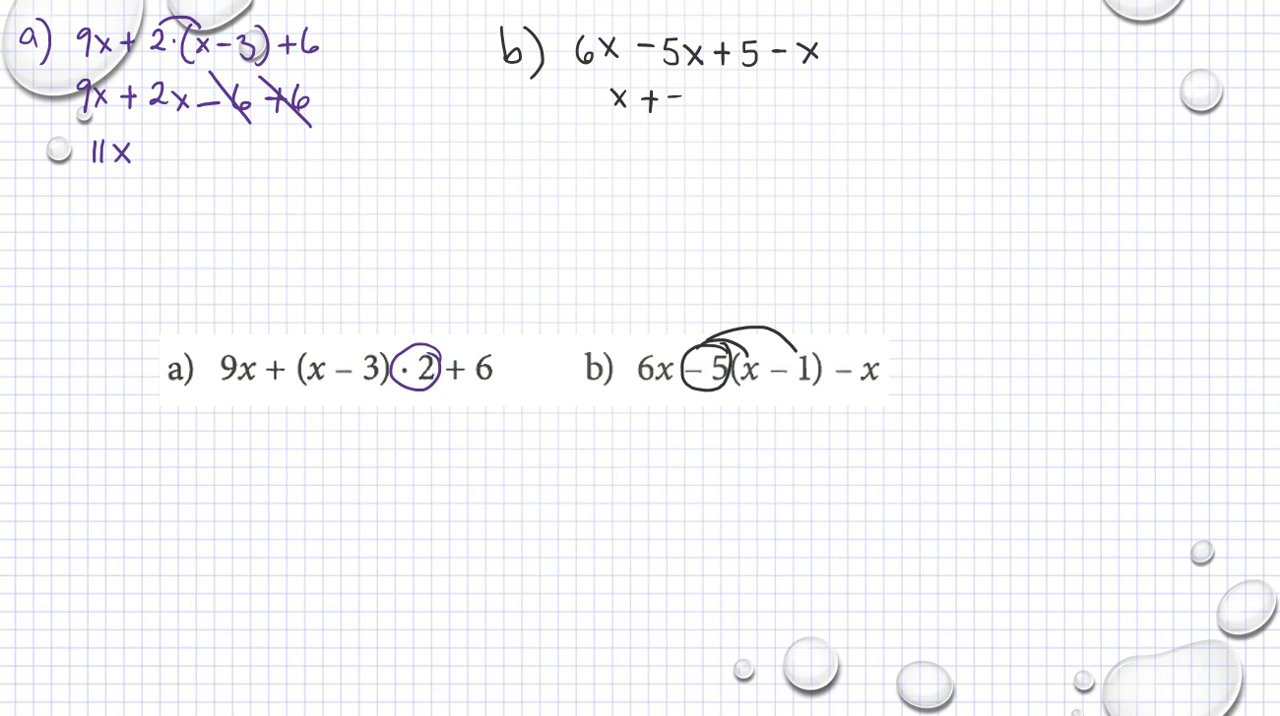 a) 9x + 2·(x − 3) + 6
9x + 2x − 6 + 6
11x
b) 6x − 5x + 5 − x
x + −
a) 9x + (x − 3) · 2 + 6
b) 6x − 5(x − 1) − x